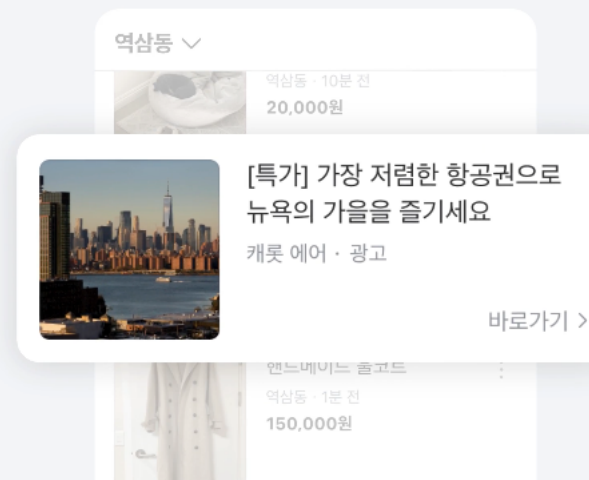 역삼동
역삼동 · 10분 전
20,000원
[특가] 가장 저렴한 항공권으로
뉴욕의 가을을 즐기세요
캐롯 에어 · 광고
바로가기 >
핸드메이드 울코트
역삼동 · 1분 전
150,000원